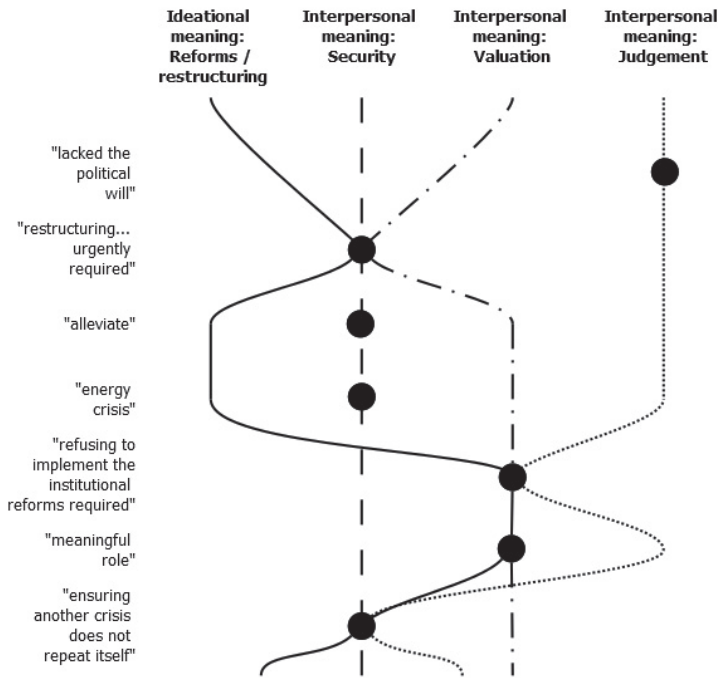 Ideational
meaning:
Reforms /
restructuring
Interpersonal
meaning:
Security
Interpersonal
meaning:
Valuation
Interpersonal
meaning:
Judgement
"lacked the
political
will"
"restructuring...
urgently
required"
"alleviate"
"energy
crisis"
"refusing to
implement the
institutional
reforms required"
"meaningful
role"
"ensuring
another crisis
does not
repeat itself"